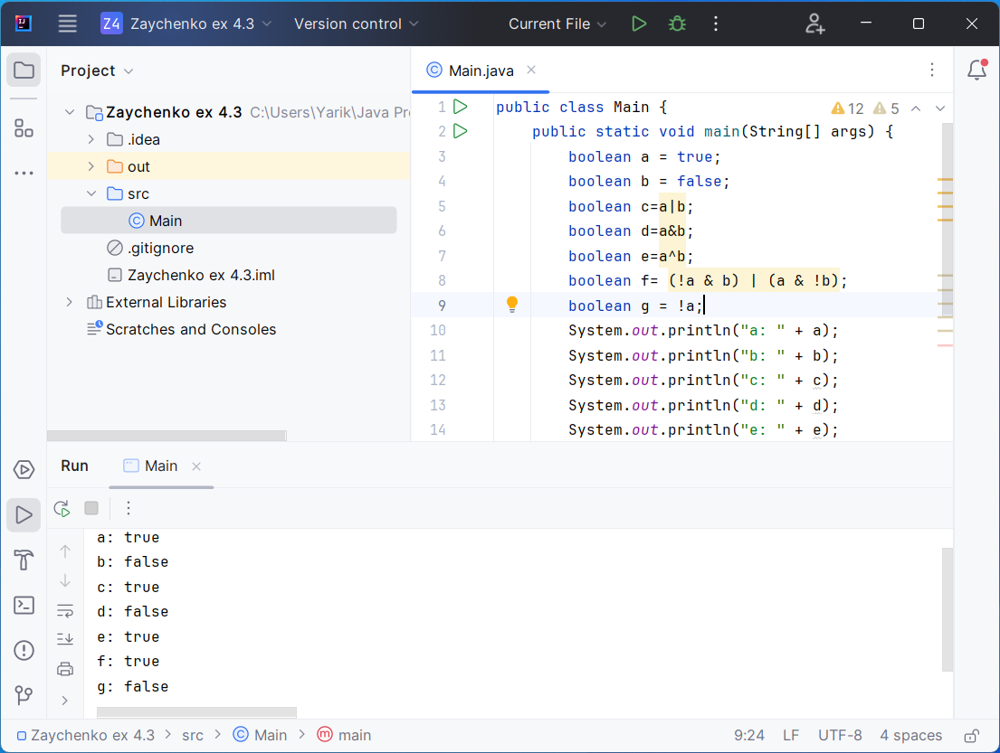 Z4 Zaychenko ex 4.3 Version control Current File
Project
Zaychenko ex 4.3 C:\Users\Yarik\Java Pr
.idea
out
src
Main
.gitignore
Zaychenko ex 4.3.iml
External Libraries
Scratches and Consoles
Main.java
12 5
1 public class Main {
2 public static void main(String[] args) {
3 boolean a = true;
4 boolean b = false;
5 boolean c=a|b;
6 boolean d=a&b;
7 boolean e=a^b;
8 boolean f= (!a & b) | (a & !b);
9 boolean g = !a;
10 System.out.println("a: " + a);
11 System.out.println("b: " + b);
12 System.out.println("c: " + c);
13 System.out.println("d: " + d);
14 System.out.println("e: " + e);
Run Main
a: true
b: false
c: true
d: false
e: true
f: true
g: false
Zaychenko ex 4.3 > src > Main > main 9:24 LF UTF-8 4 spaces